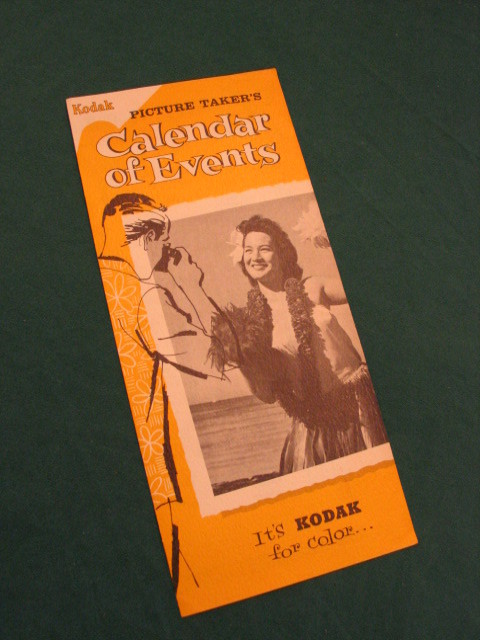 Kodak
PICTURE TAKER'S
Calendar
of Events
It's KODAK
for color...